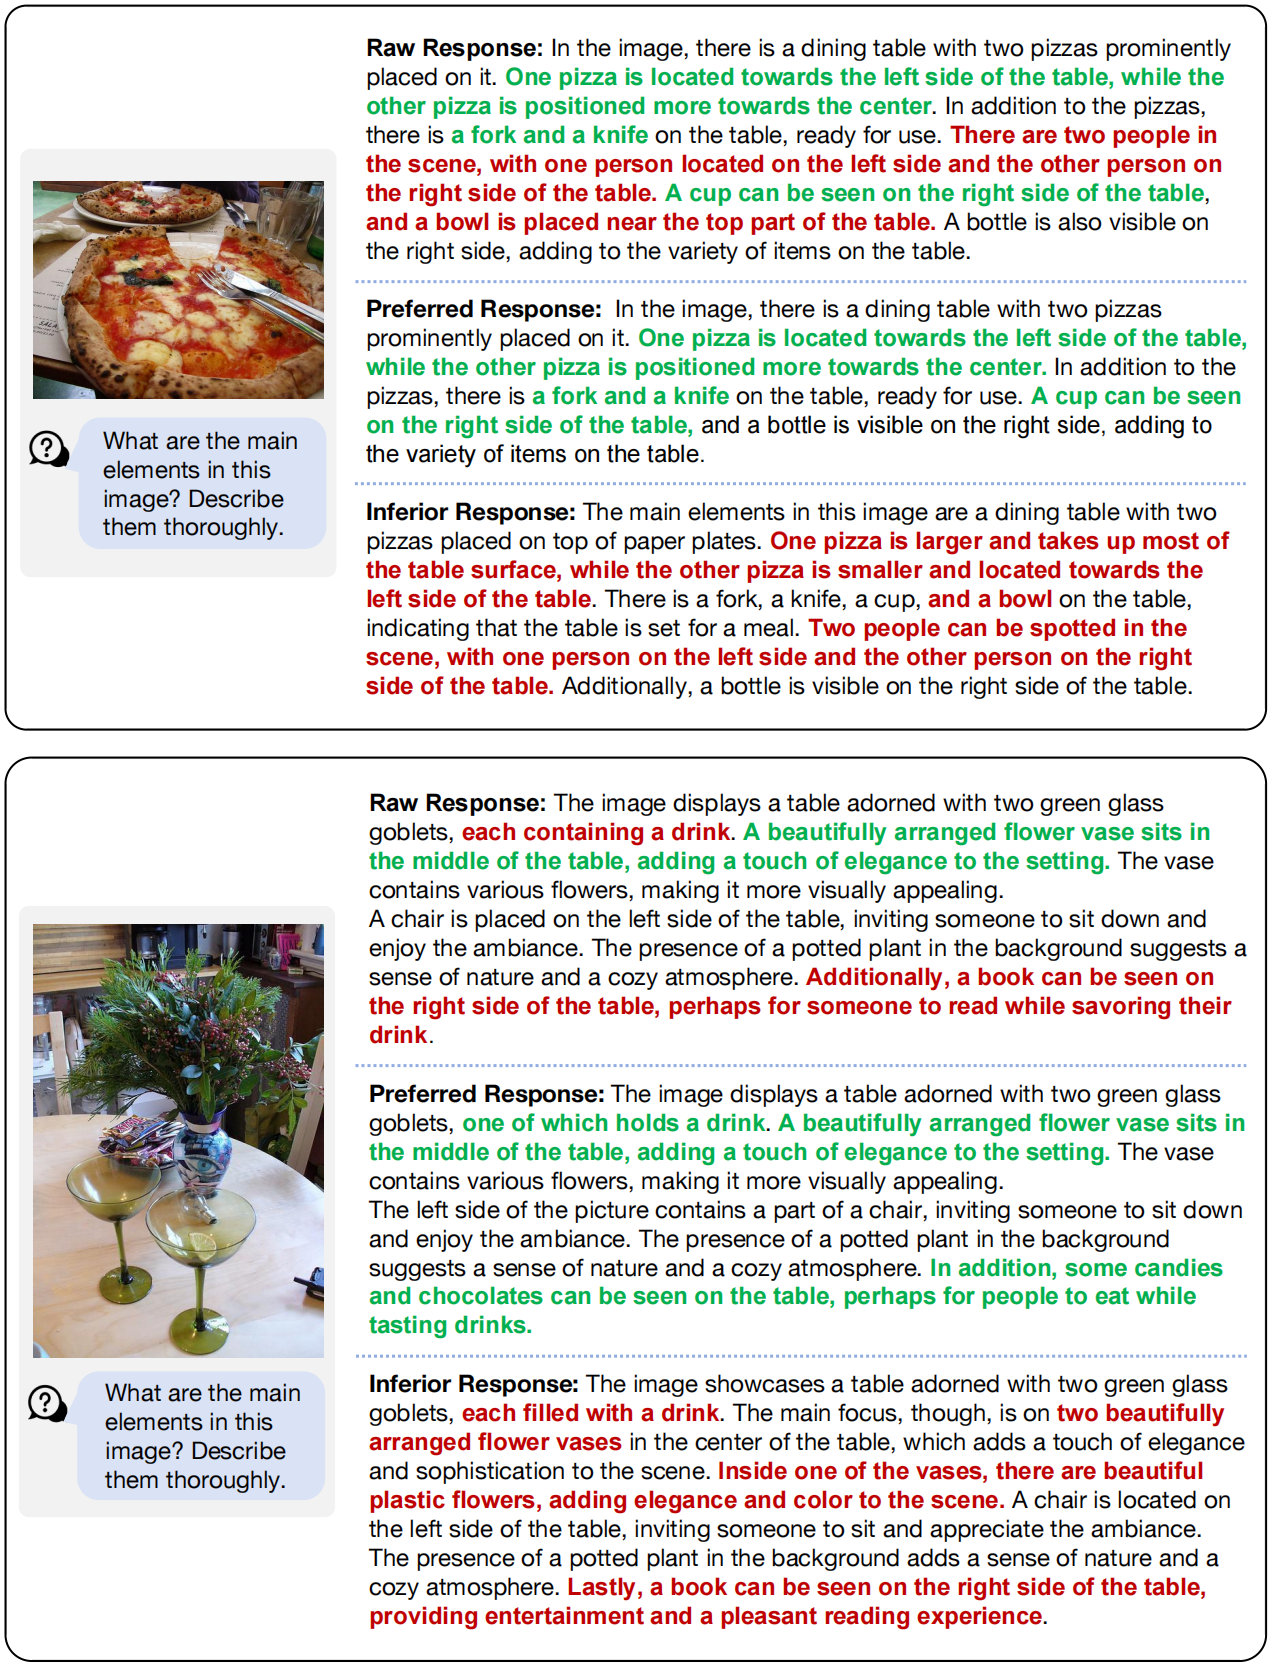 Raw Response: In the image, there is a dining table with two pizzas prominently
placed on it. One pizza is located towards the left side of the table, while the
other pizza is positioned more towards the center. In addition to the pizzas,
there is a fork and a knife on the table, ready for use. There are two people in
the scene, with one person located on the left side and the other person on
the right side of the table. A cup can be seen on the right side of the table,
and a bowl is placed near the top part of the table. A bottle is also visible on
the right side, adding to the variety of items on the table.
What are the main
elements in this
image? Describe
them thoroughly.
Preferred Response: In the image, there is a dining table with two pizzas
prominently placed on it. One pizza is located towards the left side of the table,
while the other pizza is positioned more towards the center. In addition to the
pizzas, there is a fork and a knife on the table, ready for use. A cup can be seen
on the right side of the table, and a bottle is visible on the right side, adding to
the variety of items on the table.
Inferior Response: The main elements in this image are a dining table with two
pizzas placed on top of paper plates. One pizza is larger and takes up most of
the table surface, while the other pizza is smaller and located towards the
left side of the table. There is a fork, a knife, a cup, and a bowl on the table,
indicating that the table is set for a meal. Two people can be spotted in the
scene, with one person on the left side and the other person on the right
side of the table. Additionally, a bottle is visible on the right side of the table.
Raw Response: The image displays a table adorned with two green glass
goblets, each containing a drink. A beautifully arranged flower vase sits in
the middle of the table, adding a touch of elegance to the setting. The vase
contains various flowers, making it more visually appealing.
A chair is placed on the left side of the table, inviting someone to sit down and
enjoy the ambiance. The presence of a potted plant in the background suggests a
sense of nature and a cozy atmosphere. Additionally, a book can be seen on
the right side of the table, perhaps for someone to read while savoring their
drink.
Preferred Response: The image displays a table adorned with two green glass
goblets, one of which holds a drink. A beautifully arranged flower vase sits in
the middle of the table, adding a touch of elegance to the setting. The vase
contains various flowers, making it more visually appealing.
The left side of the picture contains a part of a chair, inviting someone to sit down
and enjoy the ambiance. The presence of a potted plant in the background
suggests a sense of nature and a cozy atmosphere. In addition, some candies
and chocolates can be seen on the table, perhaps for people to eat while
tasting drinks.
What are the main
elements in this
image? Describe
them thoroughly.
Inferior Response: The image showcases a table adorned with two green glass
goblets, each filled with a drink. The main focus, though, is on two beautifully
arranged flower vases in the center of the table, which adds a touch of elegance
and sophistication to the scene. Inside one of the vases, there are beautiful
plastic flowers, adding elegance and color to the scene. A chair is located on
the left side of the table, inviting someone to sit and appreciate the ambiance.
The presence of a potted plant in the background adds a sense of nature and a
cozy atmosphere. Lastly, a book can be seen on the right side of the table,
providing entertainment and a pleasant reading experience.